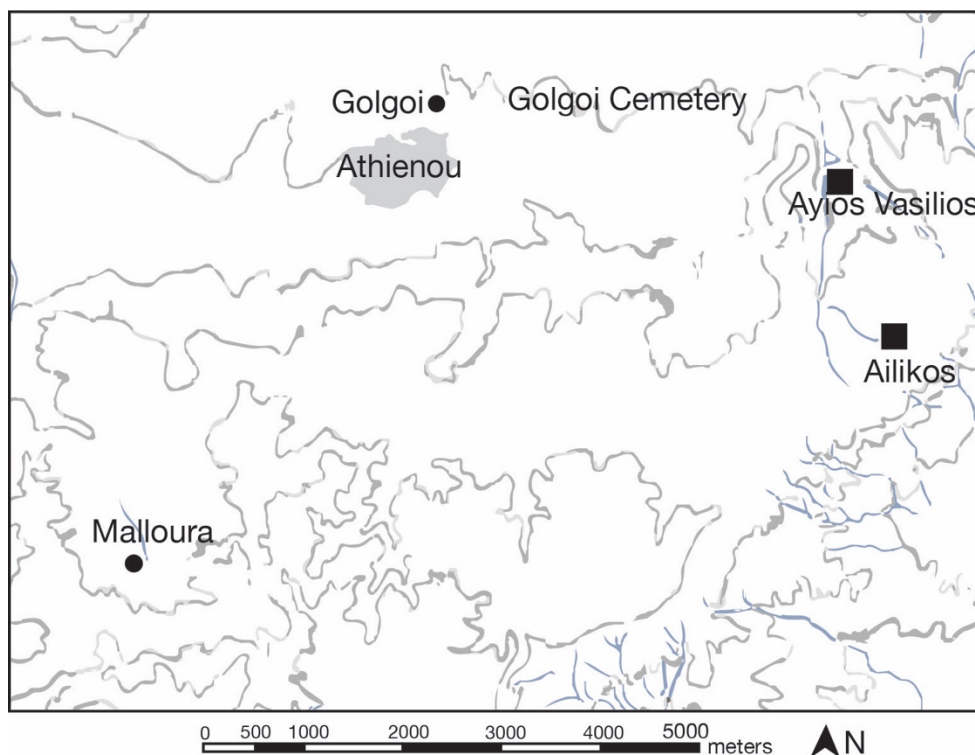 Golgoi
Golgoi Cemetery
Athienou
Ayios Vasilios
Ailikos
Malloura
0 500 1000 2000 3000 4000 5000 meters
N